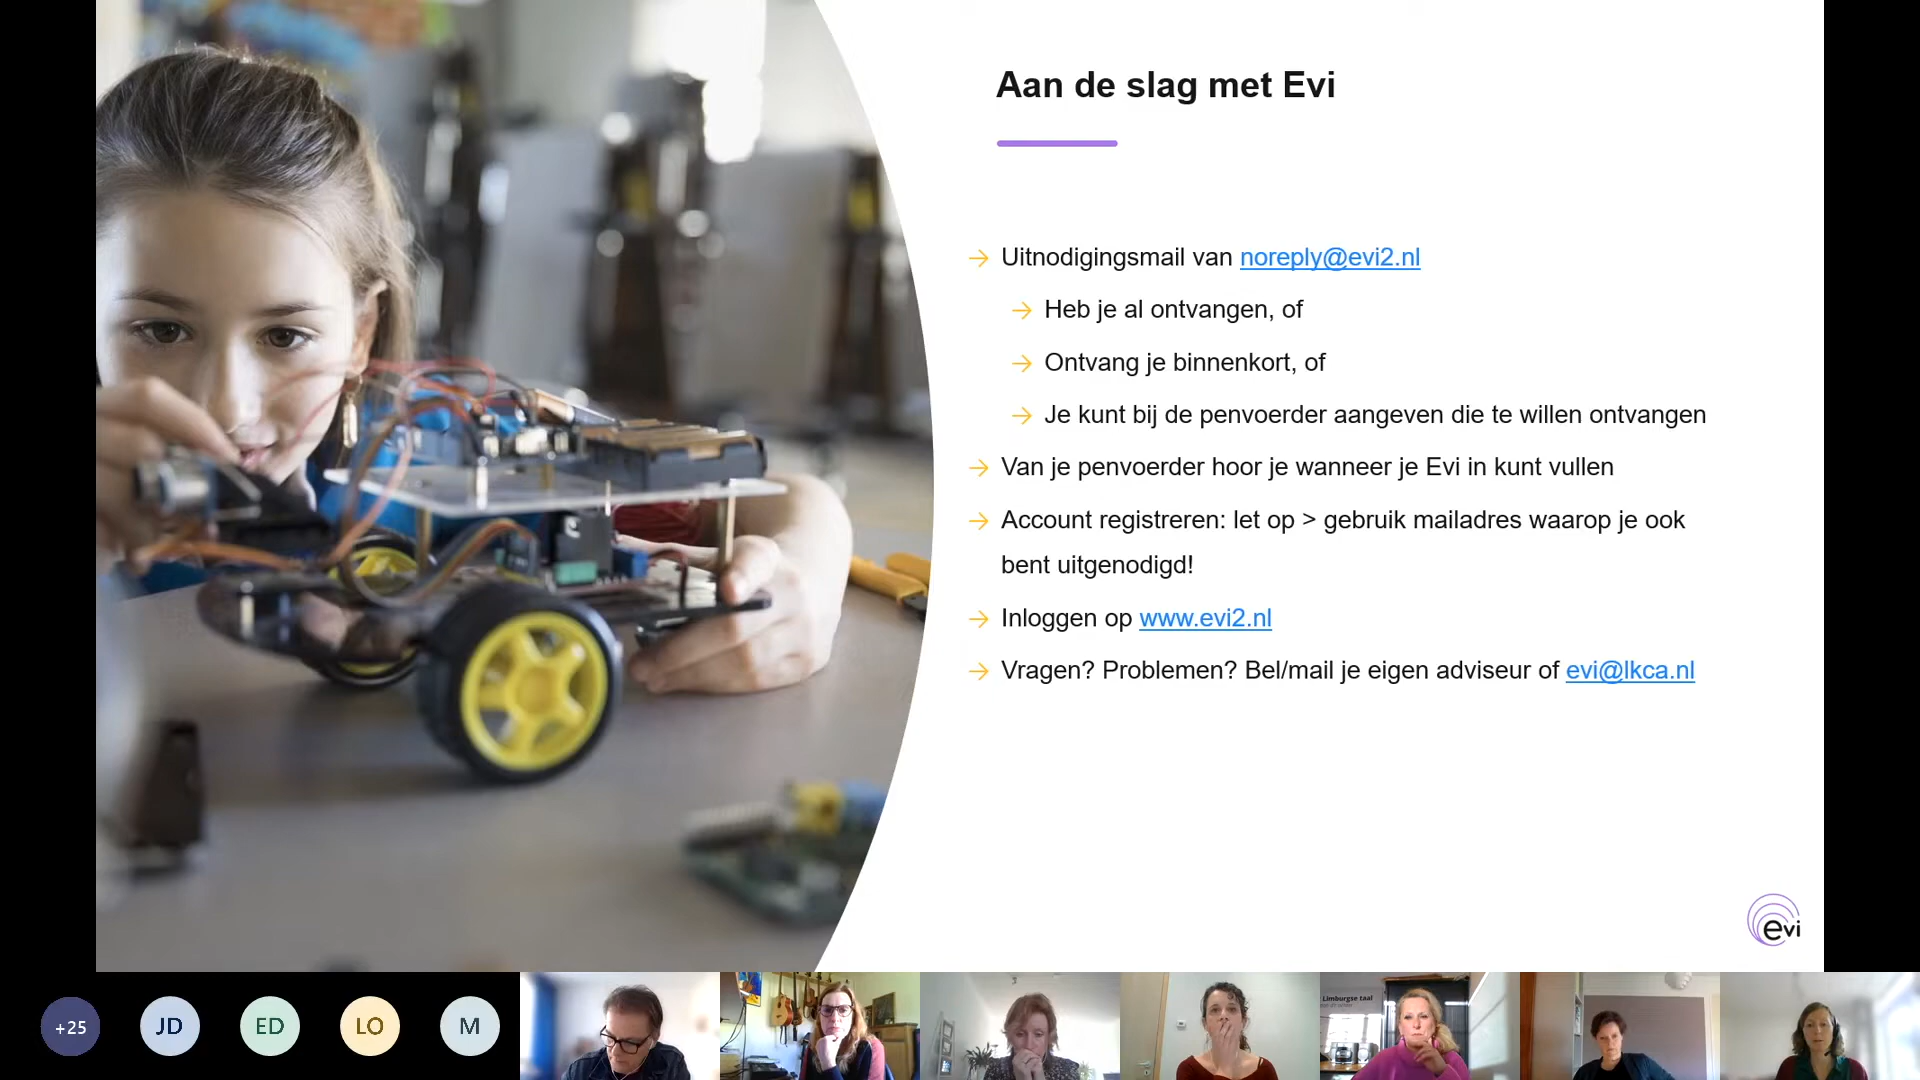 Aan de slag met Evi
Uitnodigingsmail van noreply@evi2.nl
Heb je al ontvangen, of
Ontvang je binnenkort, of
Je kunt bij de penvoerder aangeven die te willen ontvangen
Van je penvoerder hoor je wanneer je Evi in kunt vullen
Account registreren: let op > gebruik mailadres waarop je ook
bent uitgenodigd!
Inloggen op www.evi2.nl
Vragen? Problemen? Bel/mail je eigen adviseur of evi@lkca.nl
evi
+25
JD
ED
LO
M
Limburgse taal